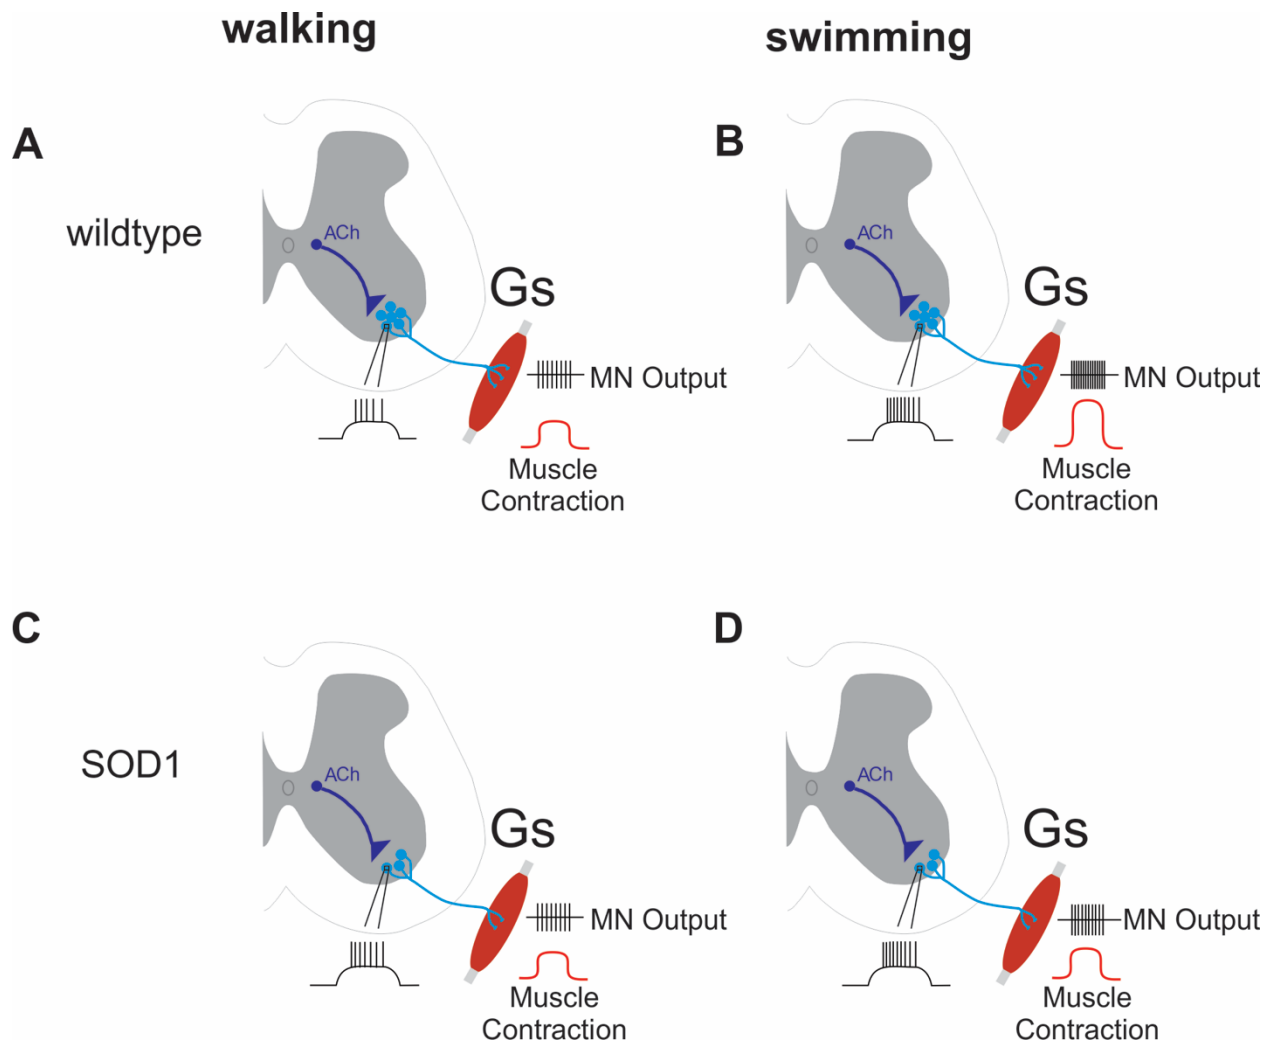 walking
swimming
A
B
wildtype
ACh
ACh
Gs
Gs
MN Output
MN Output
Muscle
Contraction
Muscle
Contraction
C
D
SOD1
ACh
ACh
Gs
Gs
MN Output
MN Output
Muscle
Contraction
Muscle
Contraction